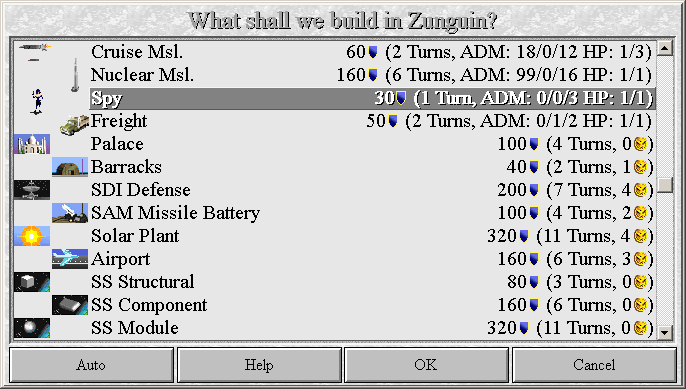 What shall we build in Zunguin?
Cruise Msl. 60 (2 Turns, ADM: 18/0/12 HP: 1/3)
Nuclear Msl. 160 (6 Turns, ADM: 99/0/16 HP: 1/1)
Spy 30 (1 Turn, ADM: 0/0/3 HP: 1/1)
Freight 50 (2 Turns, ADM: 0/1/2 HP: 1/1)
Palace 100 (4 Turns, 0)
Barracks 40 (2 Turns, 1)
SDI Defense 200 (7 Turns, 4)
SAM Missile Battery 100 (4 Turns, 2)
Solar Plant 320 (11 Turns, 4)
Airport 160 (6 Turns, 3)
SS Structural 80 (3 Turns, 0)
SS Component 160 (6 Turns, 0)
SS Module 320 (11 Turns, 0)
Auto Help OK Cancel